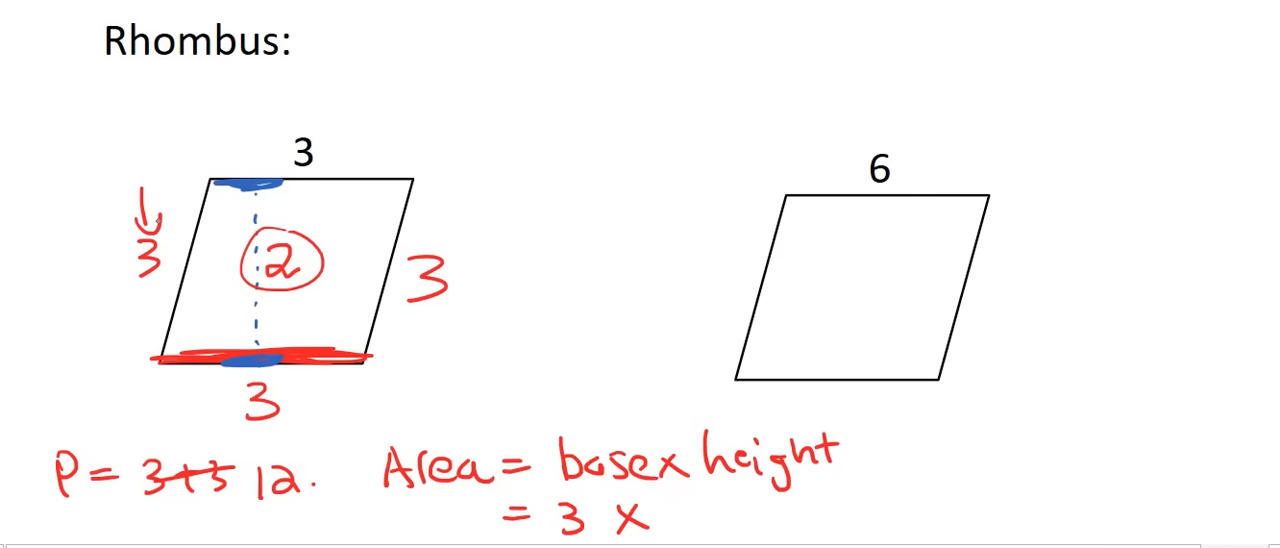 Rhombus:
3
6
3
2
3
3
P = 3+3 12.
Area = base x height
= 3 x